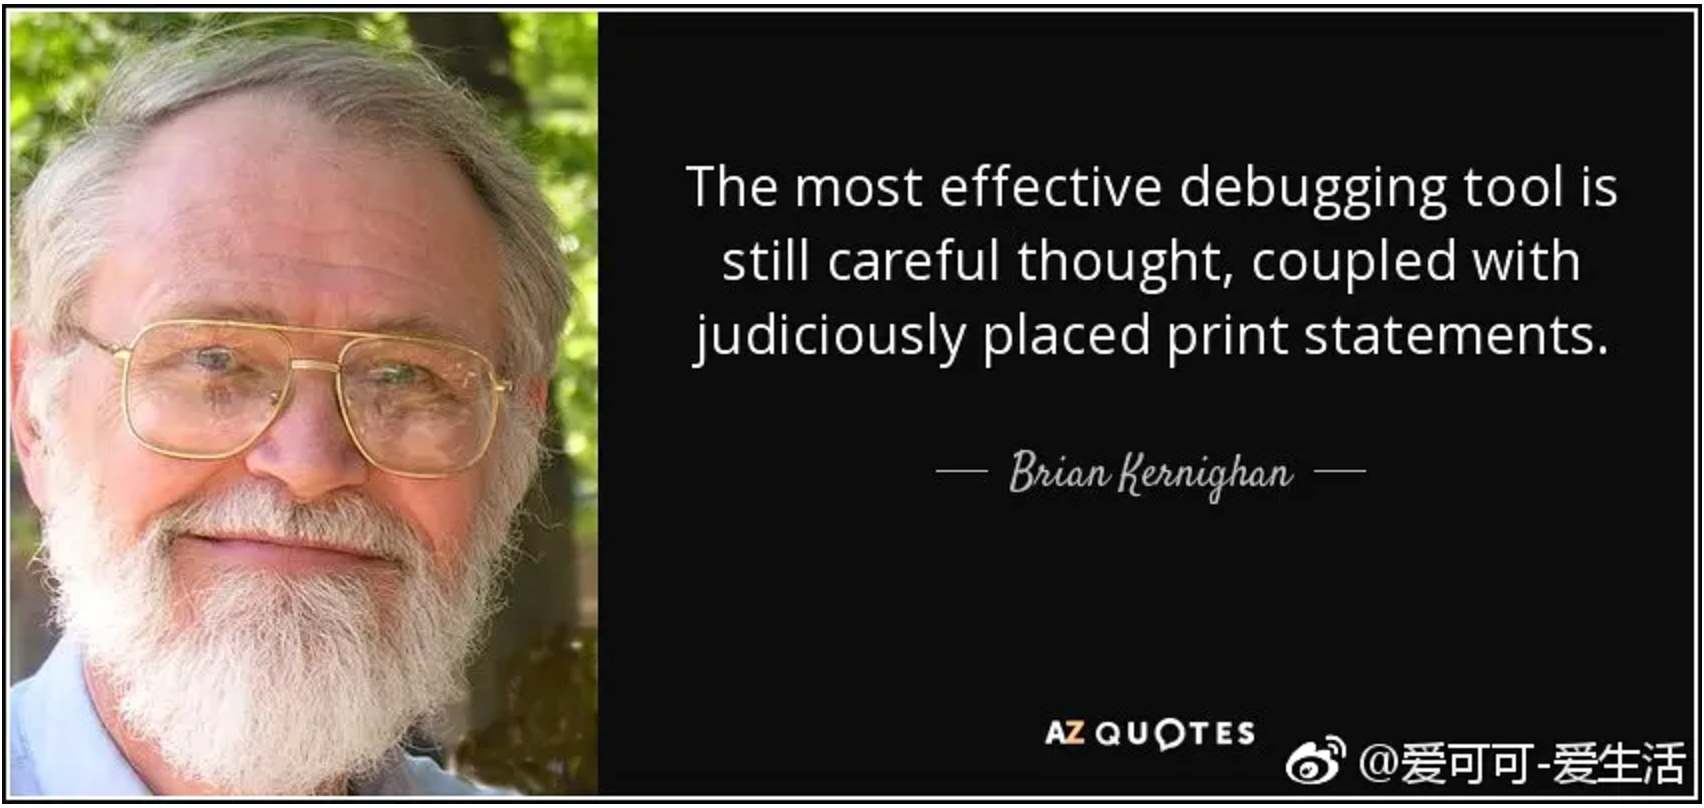 The most effective debugging tool is
still careful thought, coupled with
judiciously placed print statements.
Brian Kernighan
AZ QUOTES
@爱可可-爱生活